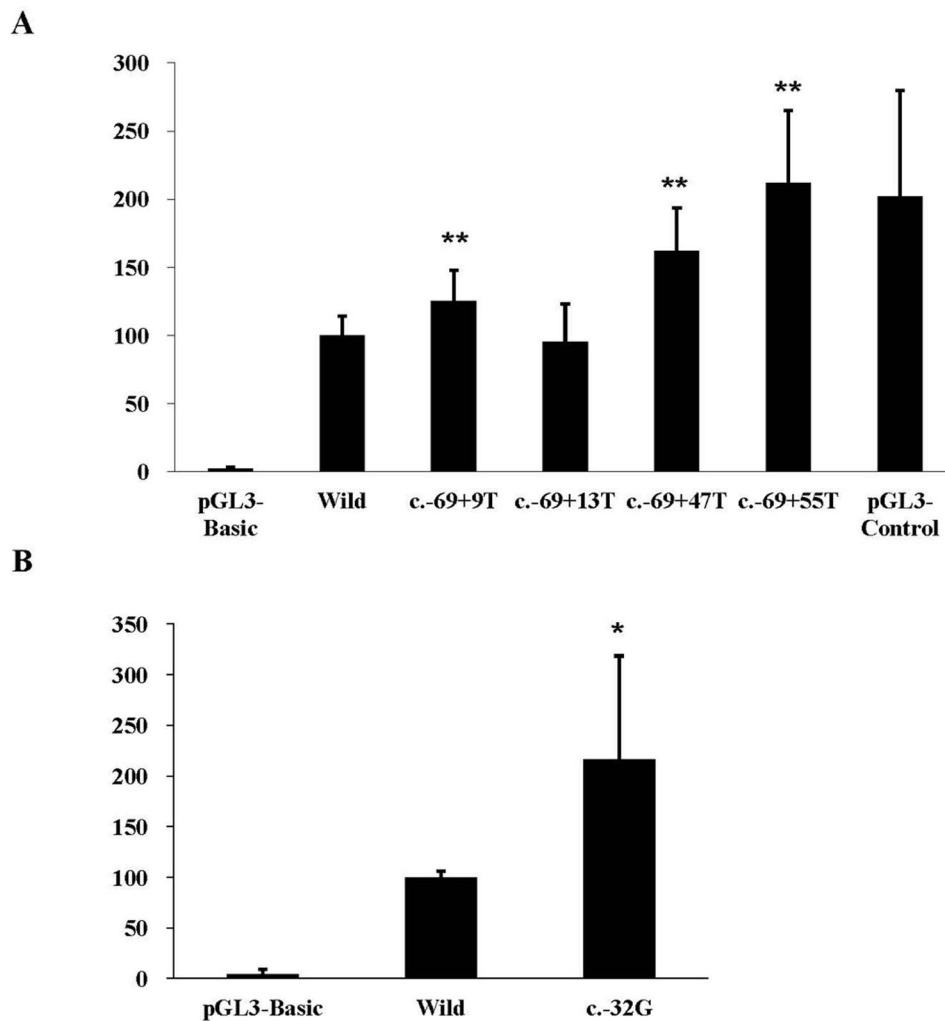 A
300
250
200
150
100
50
0
**
**
**
pGL3-
Basic
Wild
c.-69+9T
c.-69+13T
c.-69+47T
c.-69+55T
pGL3-
Control
B
350
300
250
200
150
100
50
0
*
pGL3-Basic
Wild
c.-32G